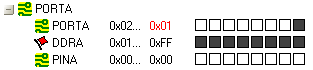 PORTA
PORTA 0x02... 0x01
DDRA 0x01... 0xFF
PINA 0x00... 0x00